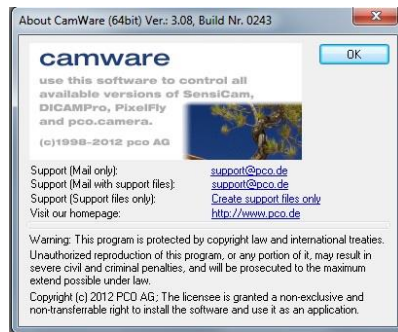 About CamWare (64bit) Ver.: 3.08, Build Nr. 0243
OK
camware
use this software to control all
available versions of SensiCam,
DICAMPro, PixelFly
and pco.camera.
(c)1998-2012 pco AG
Support (Mail only): support@pco.de
Support (Mail with support files): support@pco.de
Support (Support files only): Create support files only
Visit our homepage: http://www.pco.de
Warning: This program is protected by copyright law and international treaties.
Unauthorized reproduction of this program, or any portion of it, may result in
severe civil and criminal penalties, and will be prosecuted to the maximum
extend possible under law.
Copyright (c) 2012 PCO AG; The licensee is granted a non-exclusive and
non-transferrable right to install the software and use it as an application.